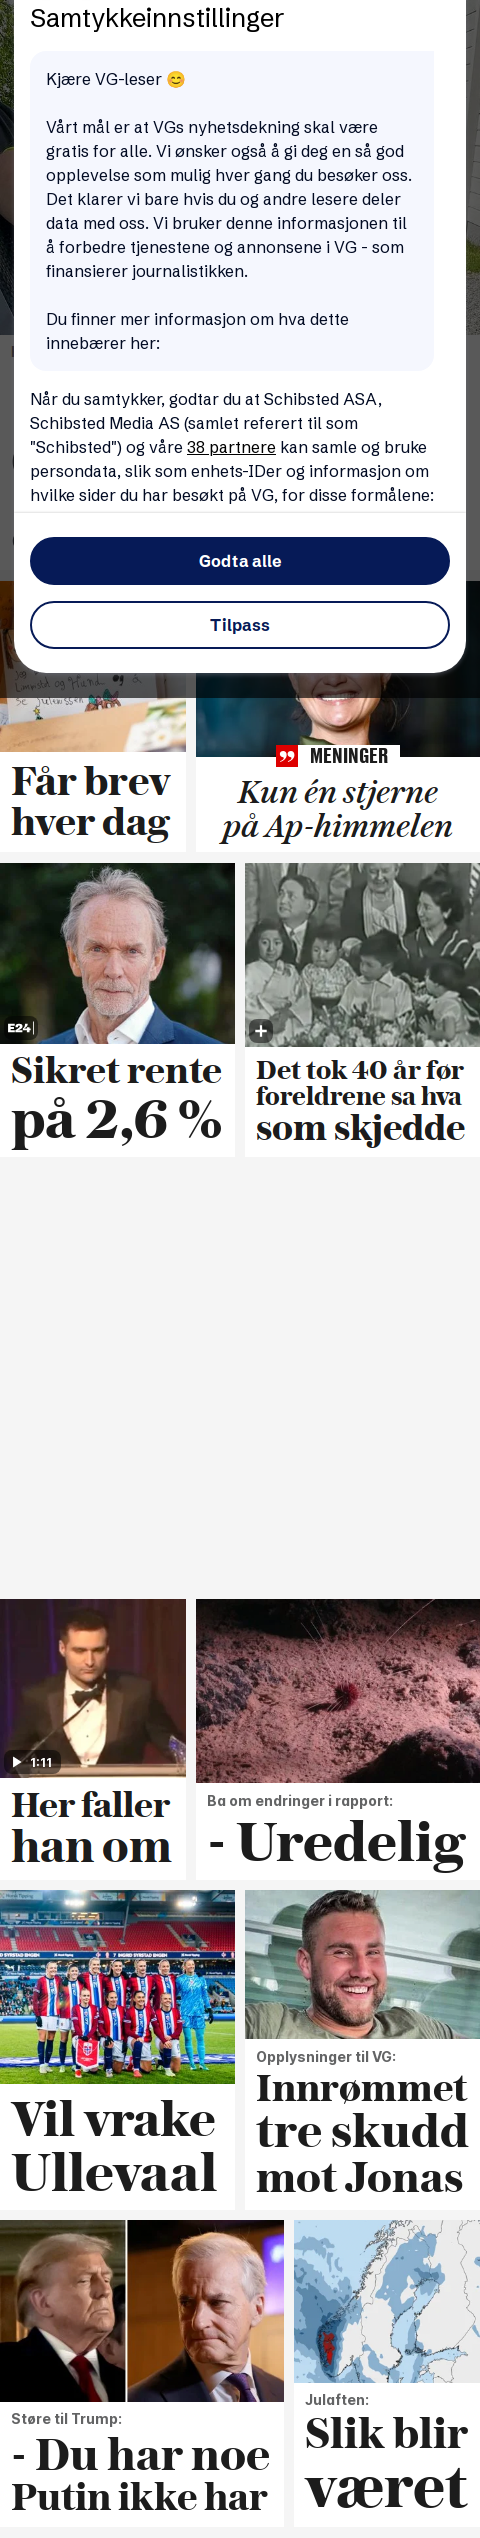 Samtykkeinnstillinger
Kjære VG-leser 😊
Vårt mål er at VGs nyhetsdekning skal være
gratis for alle. Vi ønsker også å gi deg en så god
opplevelse som mulig hver gang du besøker oss.
Det klarer vi bare hvis du og andre lesere deler
data med oss. Vi bruker denne informasjonen til
å forbedre tjenestene og annonsene i VG - som
finansierer journalistikken.
Du finner mer informasjon om hva dette
innebærer her:
Når du samtykker, godtar du at Schibsted ASA,
Schibsted Media AS (samlet referert til som
"Schibsted") og våre 38 partnere kan samle og bruke
persondata, slik som enhets-IDer og informasjon om
hvilke sider du har besøkt på VG, for disse formålene:
Godta alle
Tilpass
Får brev
hver dag
MENINGER
Kun én stjerne
på Ap-himmelen
E24
Sikret rente
på 2,6 %
Det tok 40 år før
foreldrene sa hva
som skjedde
1:11
Her faller
han om
Ba om endringer i rapport:
- Uredelig
Vil vrake
Ullevaal
Opplysninger til VG:
Innrømmet
tre skudd
mot Jonas
Støre til Trump:
- Du har noe
Putin ikke har
Julaften:
Slik blir
været